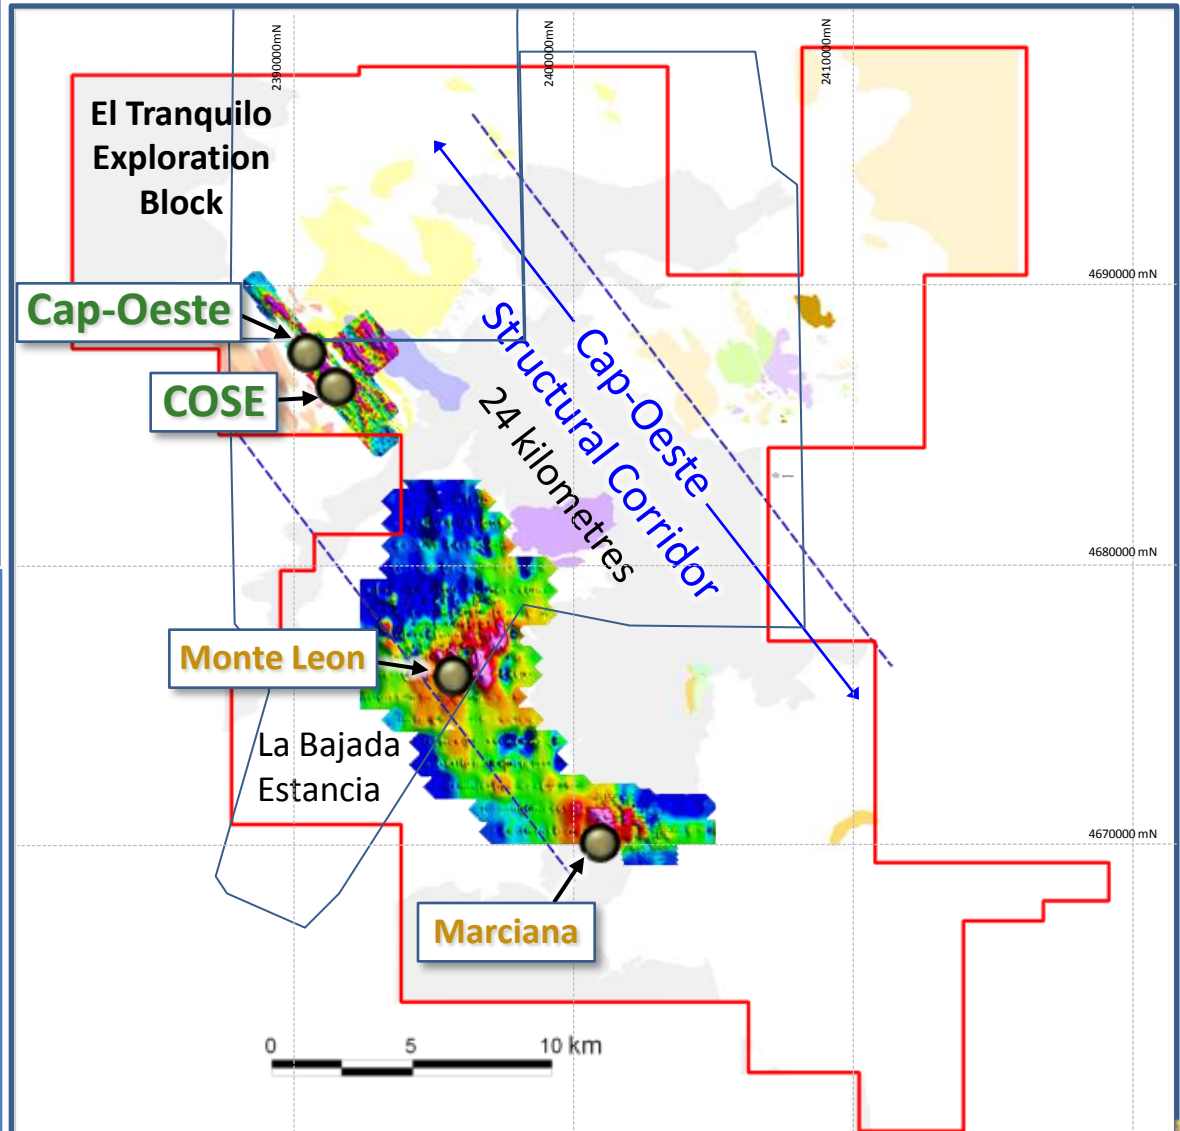 2390000mN
2400000mN
2410000mN
El Tranquilo
Exploration
Block
4690000 mN
Cap-Oeste
COSE
Cap-Oeste
Structural Corridor
24 kilometres
4680000 mN
Monte Leon
La Bajada
Estancia
4670000 mN
Marciana
0 5 10 km